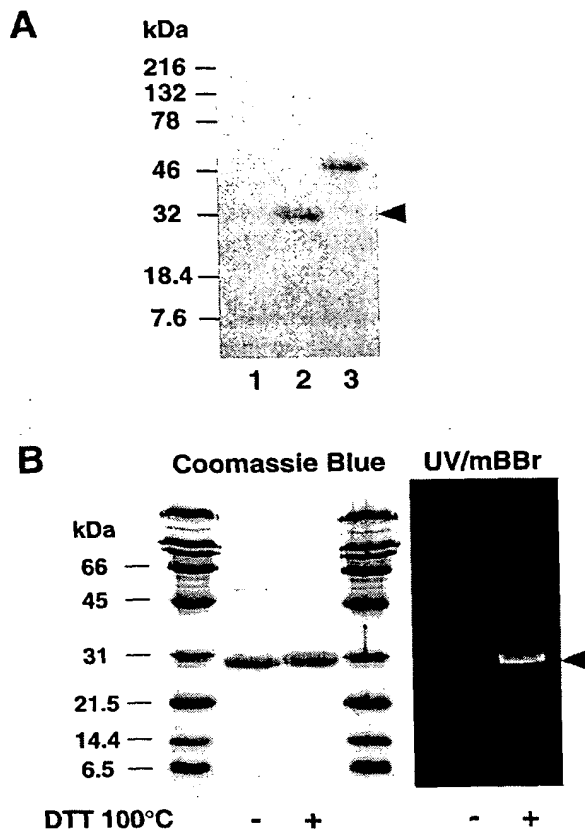 A
kDa
216
132
78
46
32
18.4
7.6
1 2 3
B
Coomassie Blue UV/mBBr
kDa
66
45
31
21.5
14.4
6.5
DTT 100°C - + - +